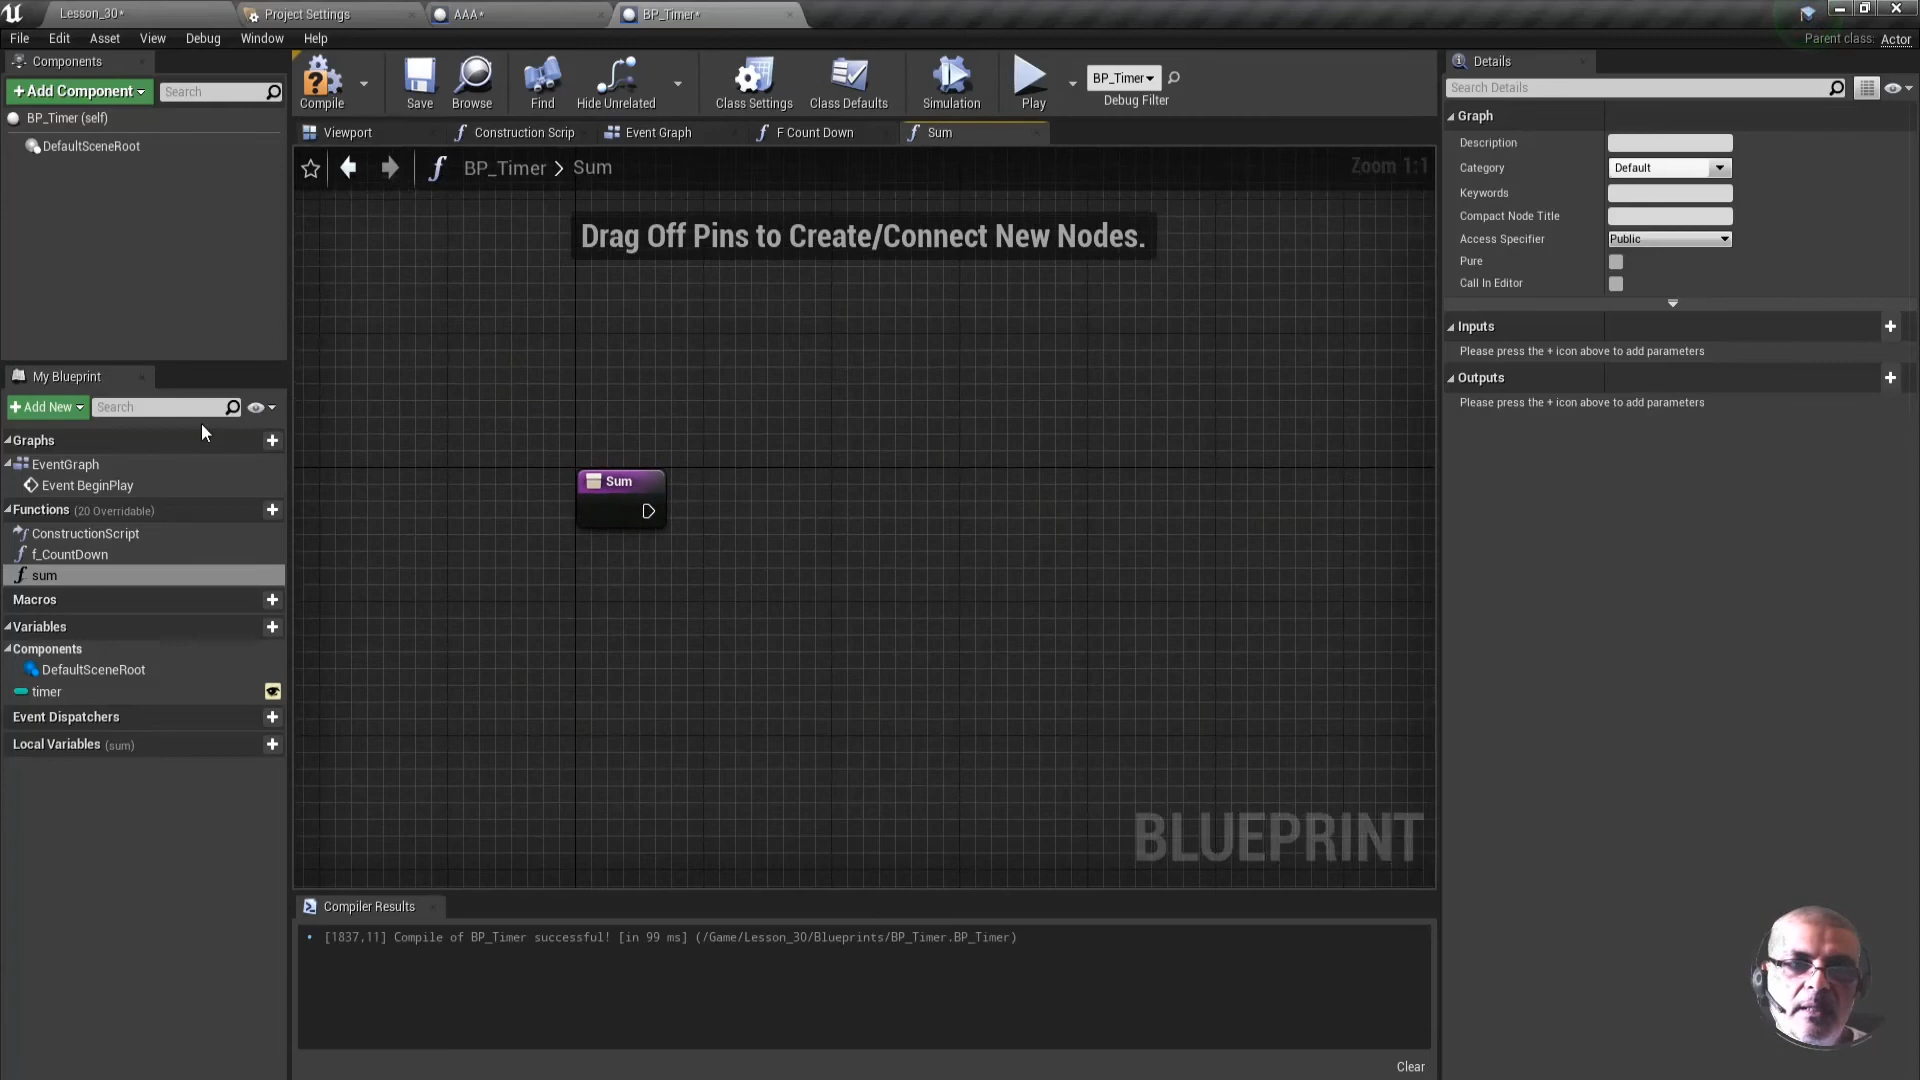 Lesson_30*
Project Settings
AAA*
BP_Timer*
File Edit Asset View Debug Window Help
Parent class: Actor
Components
+Add Component
Search
BP_Timer (self)
DefaultSceneRoot
Compile
Save
Browse
Find
Hide Unrelated
Class Settings
Class Defaults
Simulation
Play
BP_Timer
Debug Filter
Viewport
Construction Scrip
Event Graph
F Count Down
Sum
BP_Timer > Sum
Zoom 1:1
Drag Off Pins to Create/Connect New Nodes.
Sum
BLUEPRINT
My Blueprint
+Add New
Search
Graphs
EventGraph
Event BeginPlay
Functions (20 Overridable)
ConstructionScript
f_CountDown
sum
Macros
Variables
Components
DefaultSceneRoot
timer
Event Dispatchers
Local Variables (sum)
Compiler Results
[1837,11] Compile of BP_Timer successful! [in 99 ms] (/Game/Lesson_30/Blueprints/BP_Timer.BP_Timer)
Clear
Details
Search Details
Graph
Description
Category Default
Keywords
Compact Node Title
Access Specifier Public
Pure
Call In Editor
Inputs
Please press the + icon above to add parameters
Outputs
Please press the + icon above to add parameters